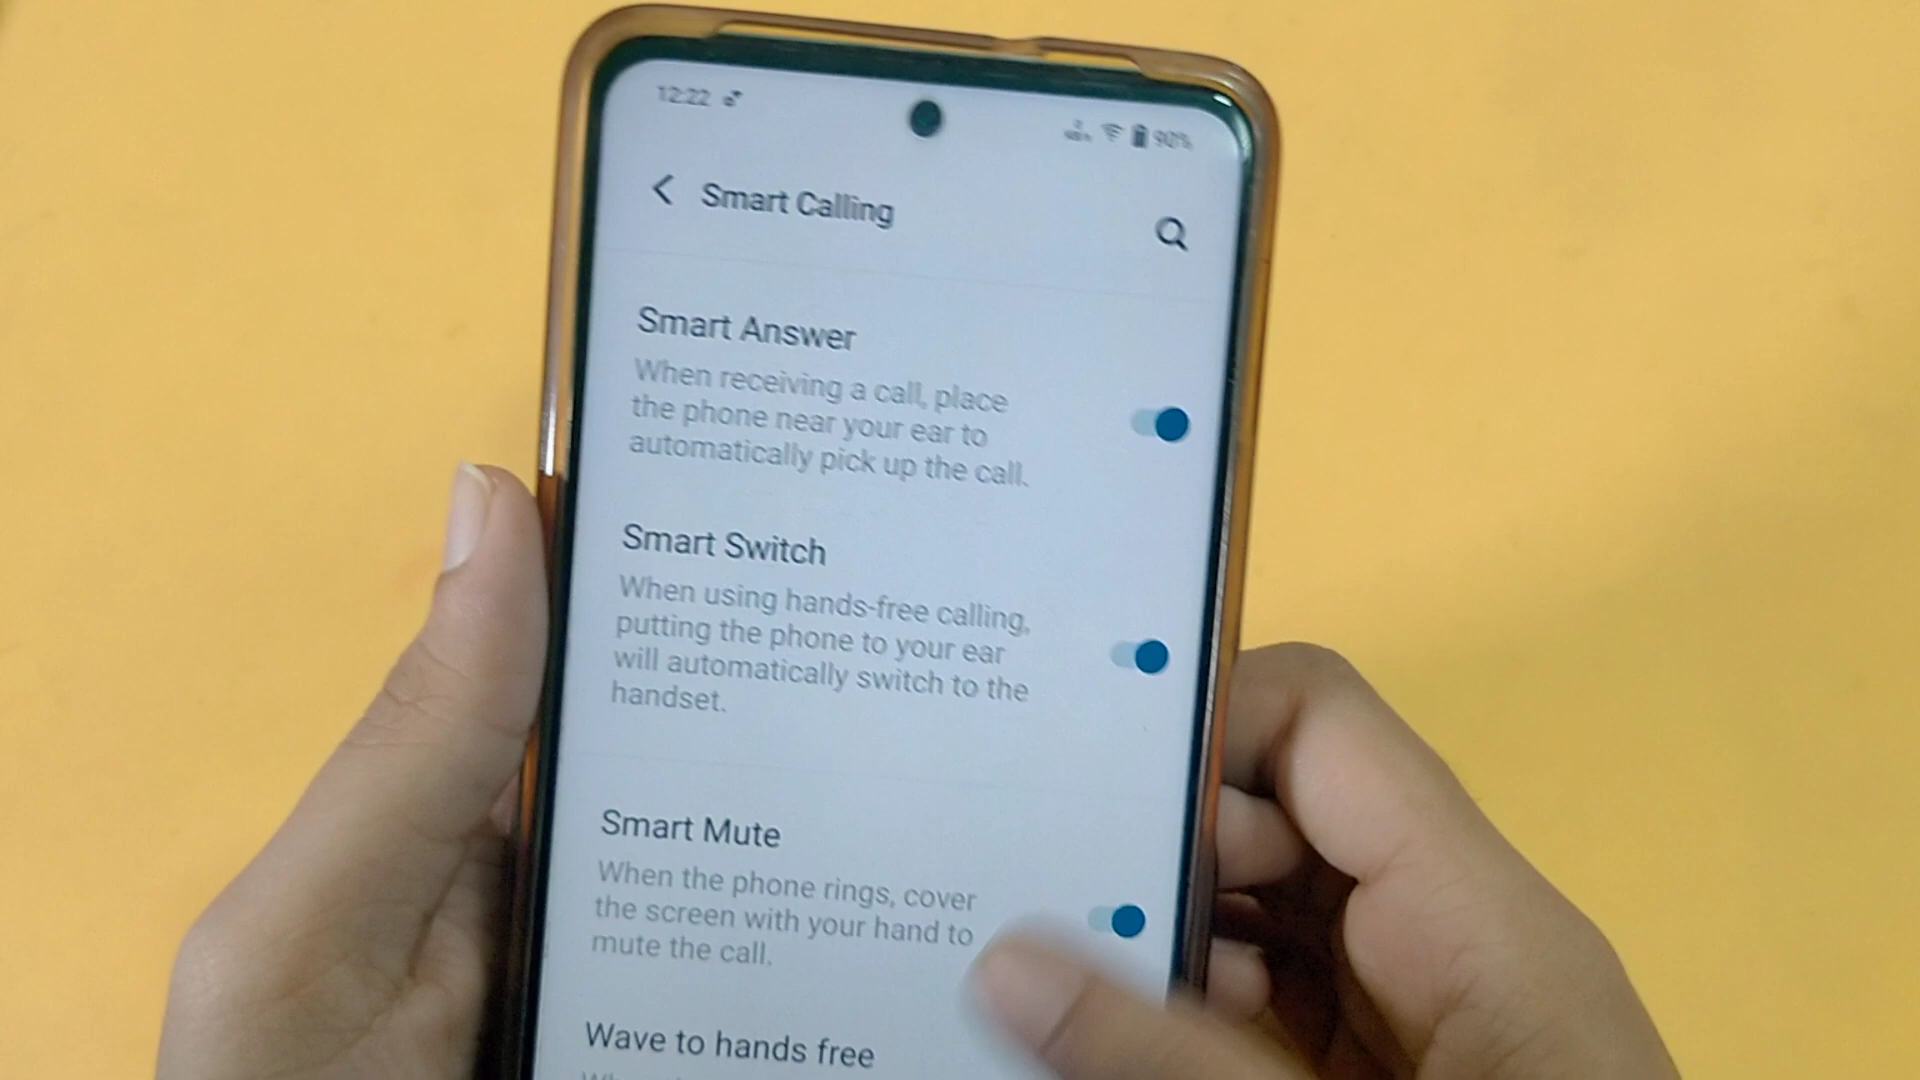 12:22
90%
Smart Calling
Smart Answer
When receiving a call, place
the phone near your ear to
automatically pick up the call.
Smart Switch
When using hands-free calling,
putting the phone to your ear
will automatically switch to the
handset.
Smart Mute
When the phone rings, cover
the screen with your hand to
mute the call.
Wave to hands free